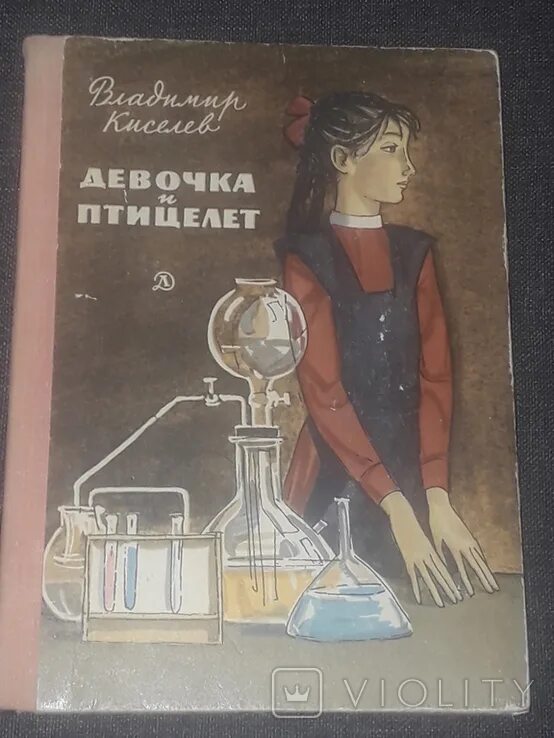 Владимир
Киселев
ДЕВОЧКА
и
ПТИЦЕЛЕТ
Д
VIOLITY